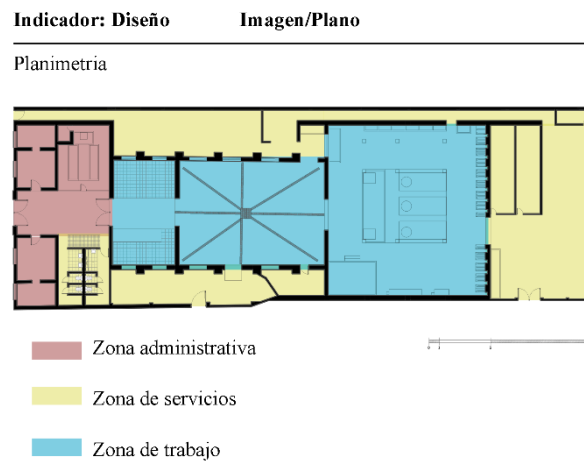 Indicador: Diseño Imagen/Plano
Planimetria
Zona administrativa
Zona de servicios
Zona de trabajo